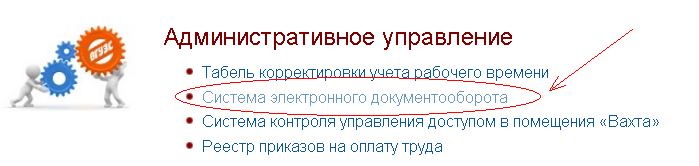 ВГУЭС
Административное управление
Табель корректировки учета рабочего времени
Система электронного документооборота
Система контроля управления доступом в помещения «Вахта»
Реестр приказов на оплату труда